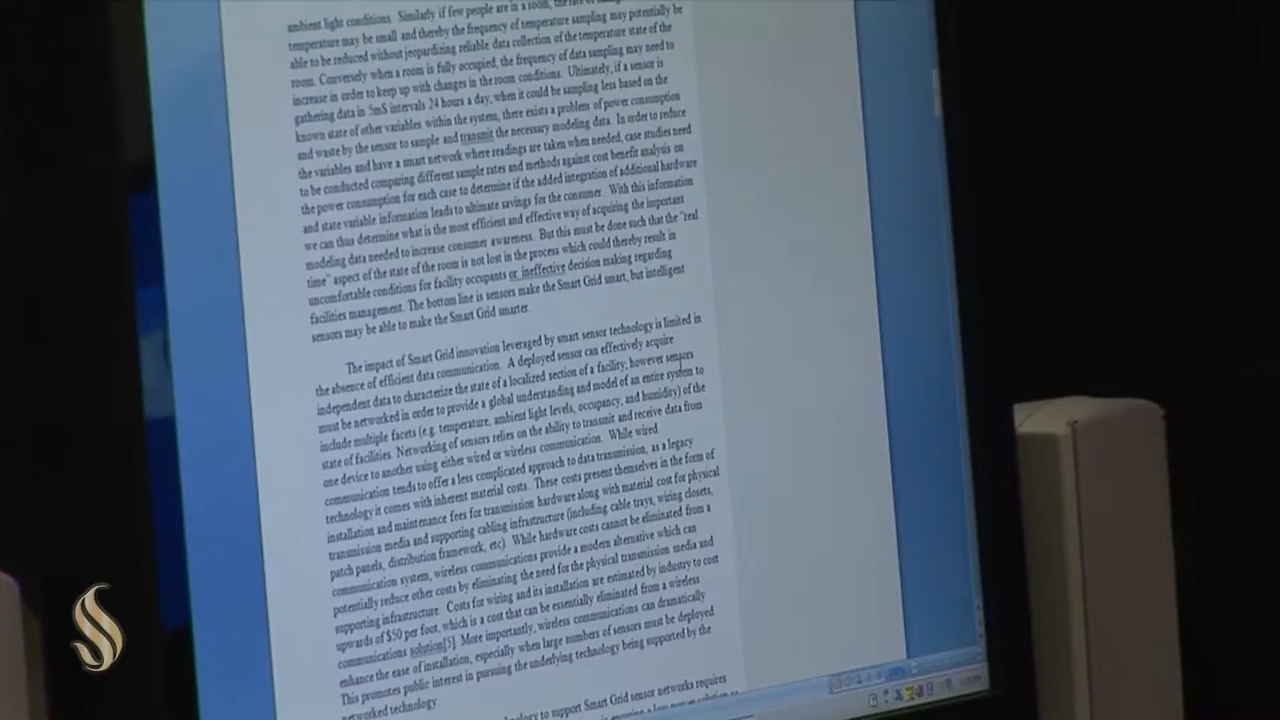 ambient light conditions. Similarly if few people are in a room, the rate of
temperature may be small and thereby the frequency of temperature sampling may potentially be
able to be reduced without jeopardizing reliable data collection of the temperature state of the
room. Conversely when a room is fully occupied, the frequency of data sampling may need to
increase in order to keep up with changes in the room conditions. Ultimately, if a sensor is
gathering data in 5mS intervals 24 hours a day, when it could be sampling less based on the
known state of other variables within the system, there exists a problem of power consumption
and waste by the sensor to sample and transmit the necessary modeling data. In order to reduce
the variables and have a smart network where readings are taken when needed, case studies need
to be conducted comparing different sample rates and methods against cost benefit analysis on
the power consumption for each case to determine if the added integration of additional hardware
and state variable information leads to ultimate savings for the consumer. With this information
we can thus determine what is the most efficient and effective way of acquiring the important
modeling data needed to increase consumer awareness. But this must be done such that the "real
time" aspect of the state of the room is not lost in the process which could thereby result in
uncomfortable conditions for facility occupants or ineffective decision making regarding
facilities management. The bottom line is sensors make the Smart Grid smart, but intelligent
sensors may be able to make the Smart Grid smarter.
The impact of Smart Grid innovation leveraged by smart sensor technology is limited in
the absence of efficient data communication. A deployed sensor can effectively acquire
independent data to characterize the state of a localized section of a facility; however sensors
must be networked in order to provide a global understanding and model of an entire system to
include multiple facets (e.g. temperature, ambient light levels, occupancy, and humidity) of the
state of facilities. Networking of sensors relies on the ability to transmit and receive data from
one device to another using either wired or wireless communication. While wired
communication tends to offer a less complicated approach to data transmission, as a legacy
technology it comes with inherent material costs. These costs present themselves in the form of
installation and maintenance fees for transmission hardware along with material cost for physical
transmission media and supporting cabling infrastructure (including cable trays, wiring closets,
patch panels, distribution framework, etc) While hardware costs cannot be eliminated from a
communication system, wireless communications provide a modern alternative which can
potentially reduce other costs by eliminating the need for the physical transmission media and
supporting infrastructure. Costs for wiring and its installation are estimated by industry to cost
upwards of $50 per foot, which is a cost that can be essentially eliminated from a wireless
communications solution[5]. More importantly, wireless communications can dramatically
enhance the ease of installation, especially when large numbers of sensors must be deployed
This promotes public interest in pursuing the underlying technology being supported by the
networked technology
to support Smart Grid sensor networks requires